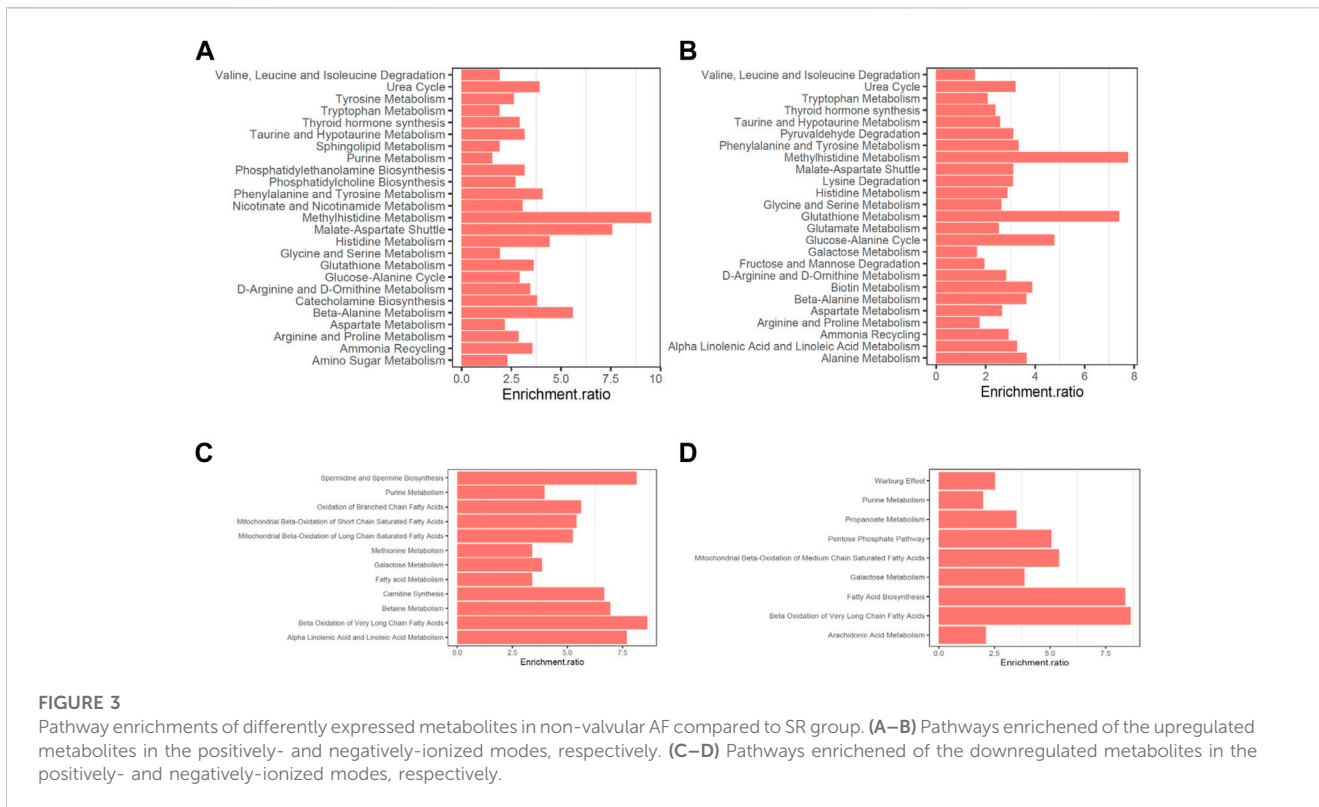 A
Valine, Leucine and Isoleucine Degradation
Urea Cycle
Tyrosine Metabolism
Tryptophan Metabolism
Thyroid hormone synthesis
Taurine and Hypotaurine Metabolism
Sphingolipid Metabolism
Purine Metabolism
Phosphatidylethanolamine Biosynthesis
Phosphatidylcholine Biosynthesis
Phenylalanine and Tyrosine Metabolism
Nicotinate and Nicotinamide Metabolism
Methylhistidine Metabolism
Malate-Aspartate Shuttle
Histidine Metabolism
Glycine and Serine Metabolism
Glutathione Metabolism
Glucose-Alanine Cycle
D-Arginine and D-Ornithine Metabolism
Catecholamine Biosynthesis
Beta-Alanine Metabolism
Aspartate Metabolism
Arginine and Proline Metabolism
Ammonia Recycling
Amino Sugar Metabolism
0.0 2.5 5.0 7.5 10
Enrichment.ratio
B
Valine, Leucine and Isoleucine Degradation
Urea Cycle
Tryptophan Metabolism
Thyroid hormone synthesis
Taurine and Hypotaurine Metabolism
Pyruvaldehyde Degradation
Phenylalanine and Tyrosine Metabolism
Methylhistidine Metabolism
Malate-Aspartate Shuttle
Lysine Degradation
Histidine Metabolism
Glycine and Serine Metabolism
Glutathione Metabolism
Glutamate Metabolism
Glucose-Alanine Cycle
Galactose Metabolism
Fructose and Mannose Degradation
D-Arginine and D-Ornithine Metabolism
Biotin Metabolism
Beta-Alanine Metabolism
Aspartate Metabolism
Arginine and Proline Metabolism
Ammonia Recycling
Alpha Linolenic Acid and Linoleic Acid Metabolism
Alanine Metabolism
0 2 4 6 8
Enrichment.ratio
C
Spermidine and Spermine Biosynthesis
Purine Metabolism
Oxidation of Branched Chain Fatty Acids
Mitochondrial Beta-Oxidation of Short Chain Saturated Fatty Acids
Mitochondrial Beta-Oxidation of Long Chain Saturated Fatty Acids
Methionine Metabolism
Galactose Metabolism
Fatty acid Metabolism
Carnitine Synthesis
Betaine Metabolism
Beta Oxidation of Very Long Chain Fatty Acids
Alpha Linolenic Acid and Linoleic Acid Metabolism
0.0 2.5 5.0 7.5
Enrichment.ratio
D
Warburg Effect
Purine Metabolism
Propanoate Metabolism
Pentose Phosphate Pathway
Mitochondrial Beta-Oxidation of Medium Chain Saturated Fatty Acids
Galactose Metabolism
Fatty Acid Biosynthesis
Beta Oxidation of Very Long Chain Fatty Acids
Arachidonic Acid Metabolism
0.0 2.5 5.0 7.5
Enrichment.ratio
FIGURE 3
Pathway enrichments of differently expressed metabolites in non-valvular AF compared to SR group. (A–B) Pathways enrichened of the upregulated
metabolites in the positively- and negatively-ionized modes, respectively. (C–D) Pathways enrichened of the downregulated metabolites in the
positively- and negatively-ionized modes, respectively.